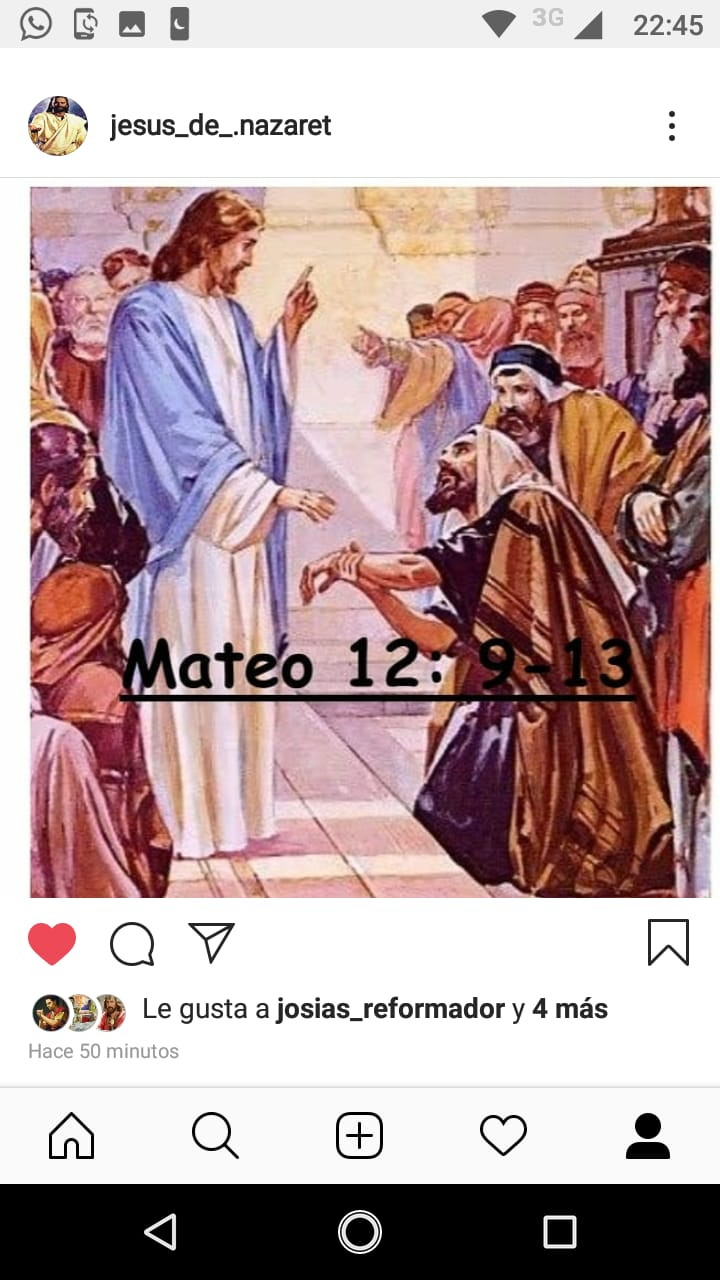 3G 22:45
jesus_de_.nazaret
Mateo 12: 9-13
Le gusta a josias_reformador y 4 más
Hace 50 minutos